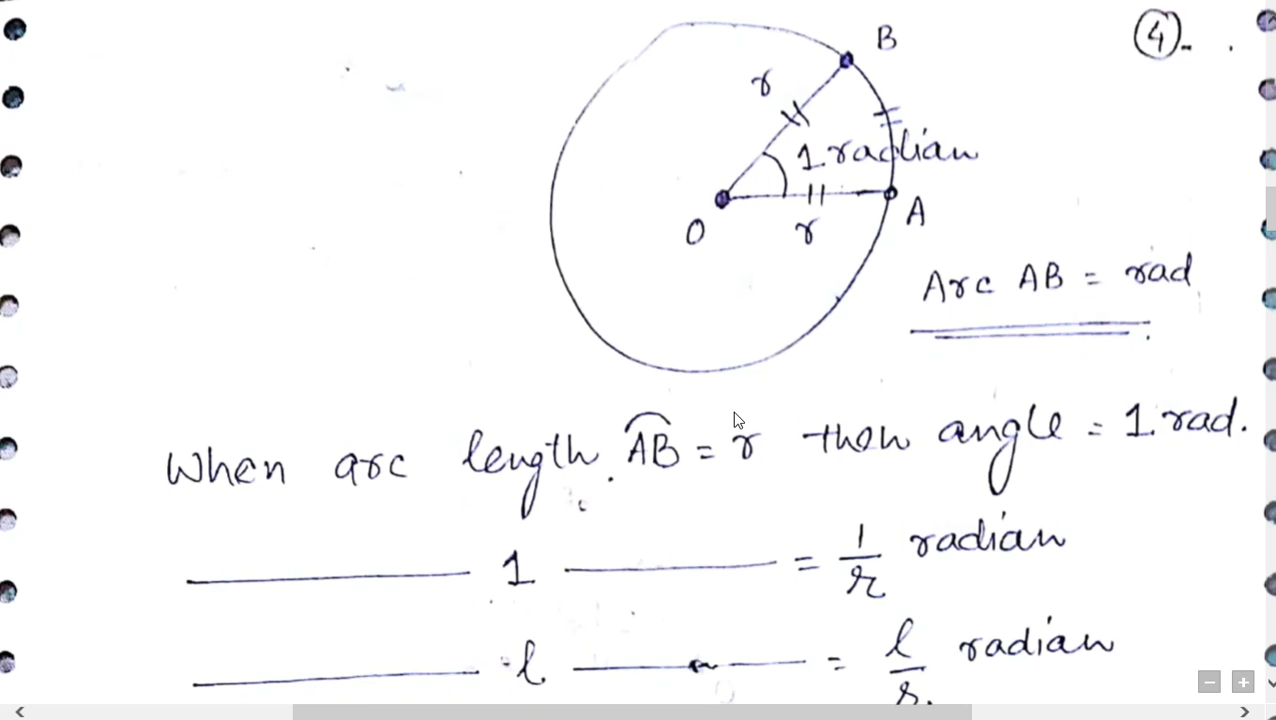 ④.
B
r
1 radian
O
r
A
Arc AB = rad
When arc length AB = r then angle = 1 rad.
1 = 1/r radian
l = l/r radian